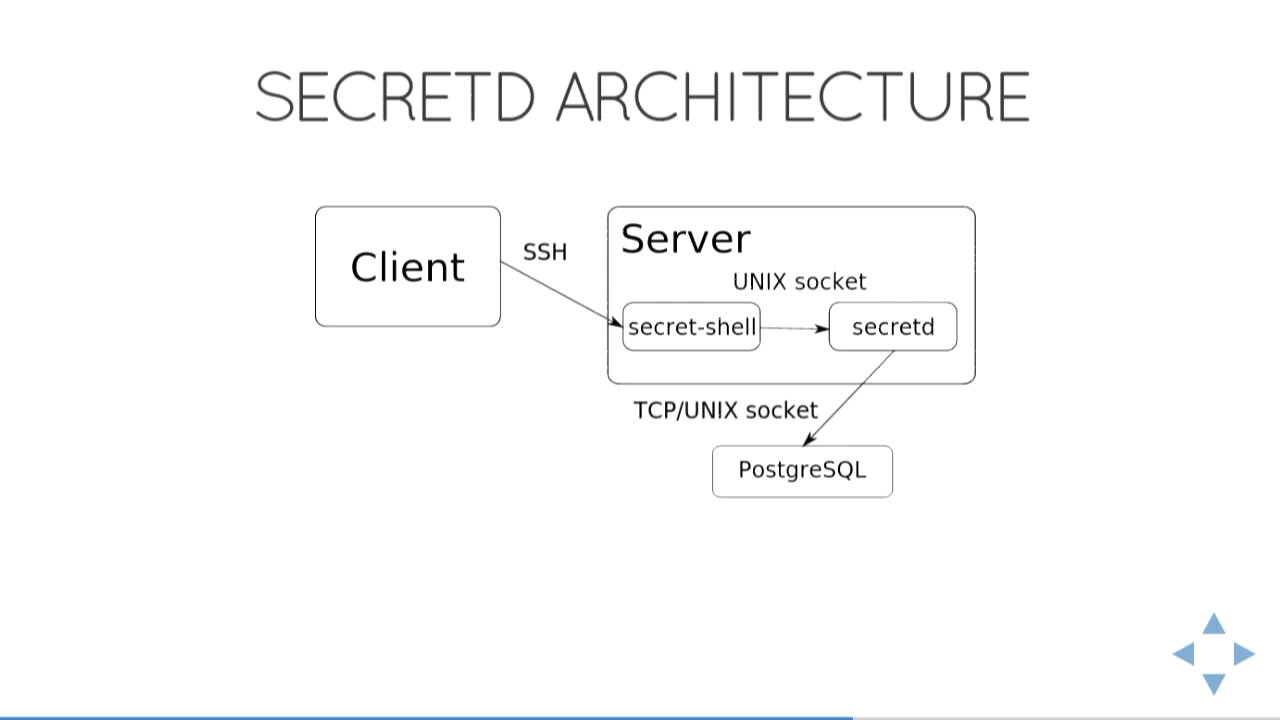 SECRETD ARCHITECTURE
Client
SSH
Server
UNIX socket
secret-shell
secretd
TCP/UNIX socket
PostgreSQL